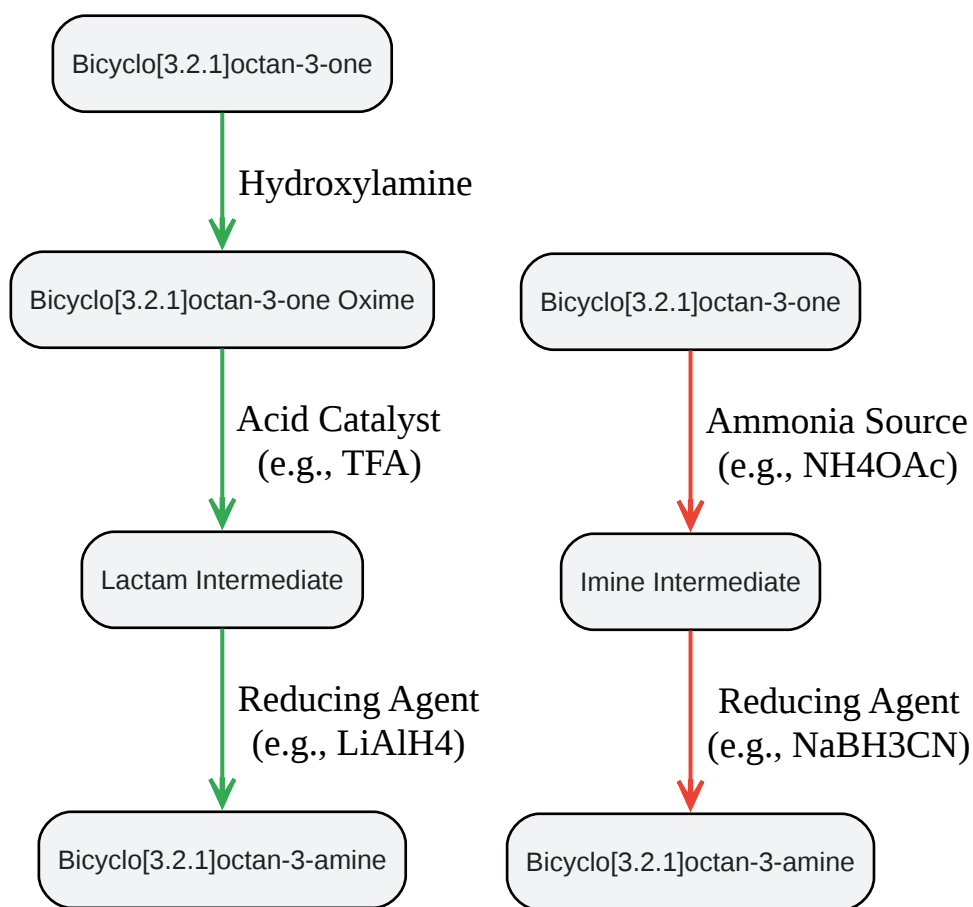 Bicyclo[3.2.1]octan-3-one
Hydroxylamine
Bicyclo[3.2.1]octan-3-one Oxime
Acid Catalyst
(e.g., TFA)
Lactam Intermediate
Reducing Agent
(e.g., LiAlH4)
Bicyclo[3.2.1]octan-3-amine
Bicyclo[3.2.1]octan-3-one
Ammonia Source
(e.g., NH4OAc)
Imine Intermediate
Reducing Agent
(e.g., NaBH3CN)
Bicyclo[3.2.1]octan-3-amine